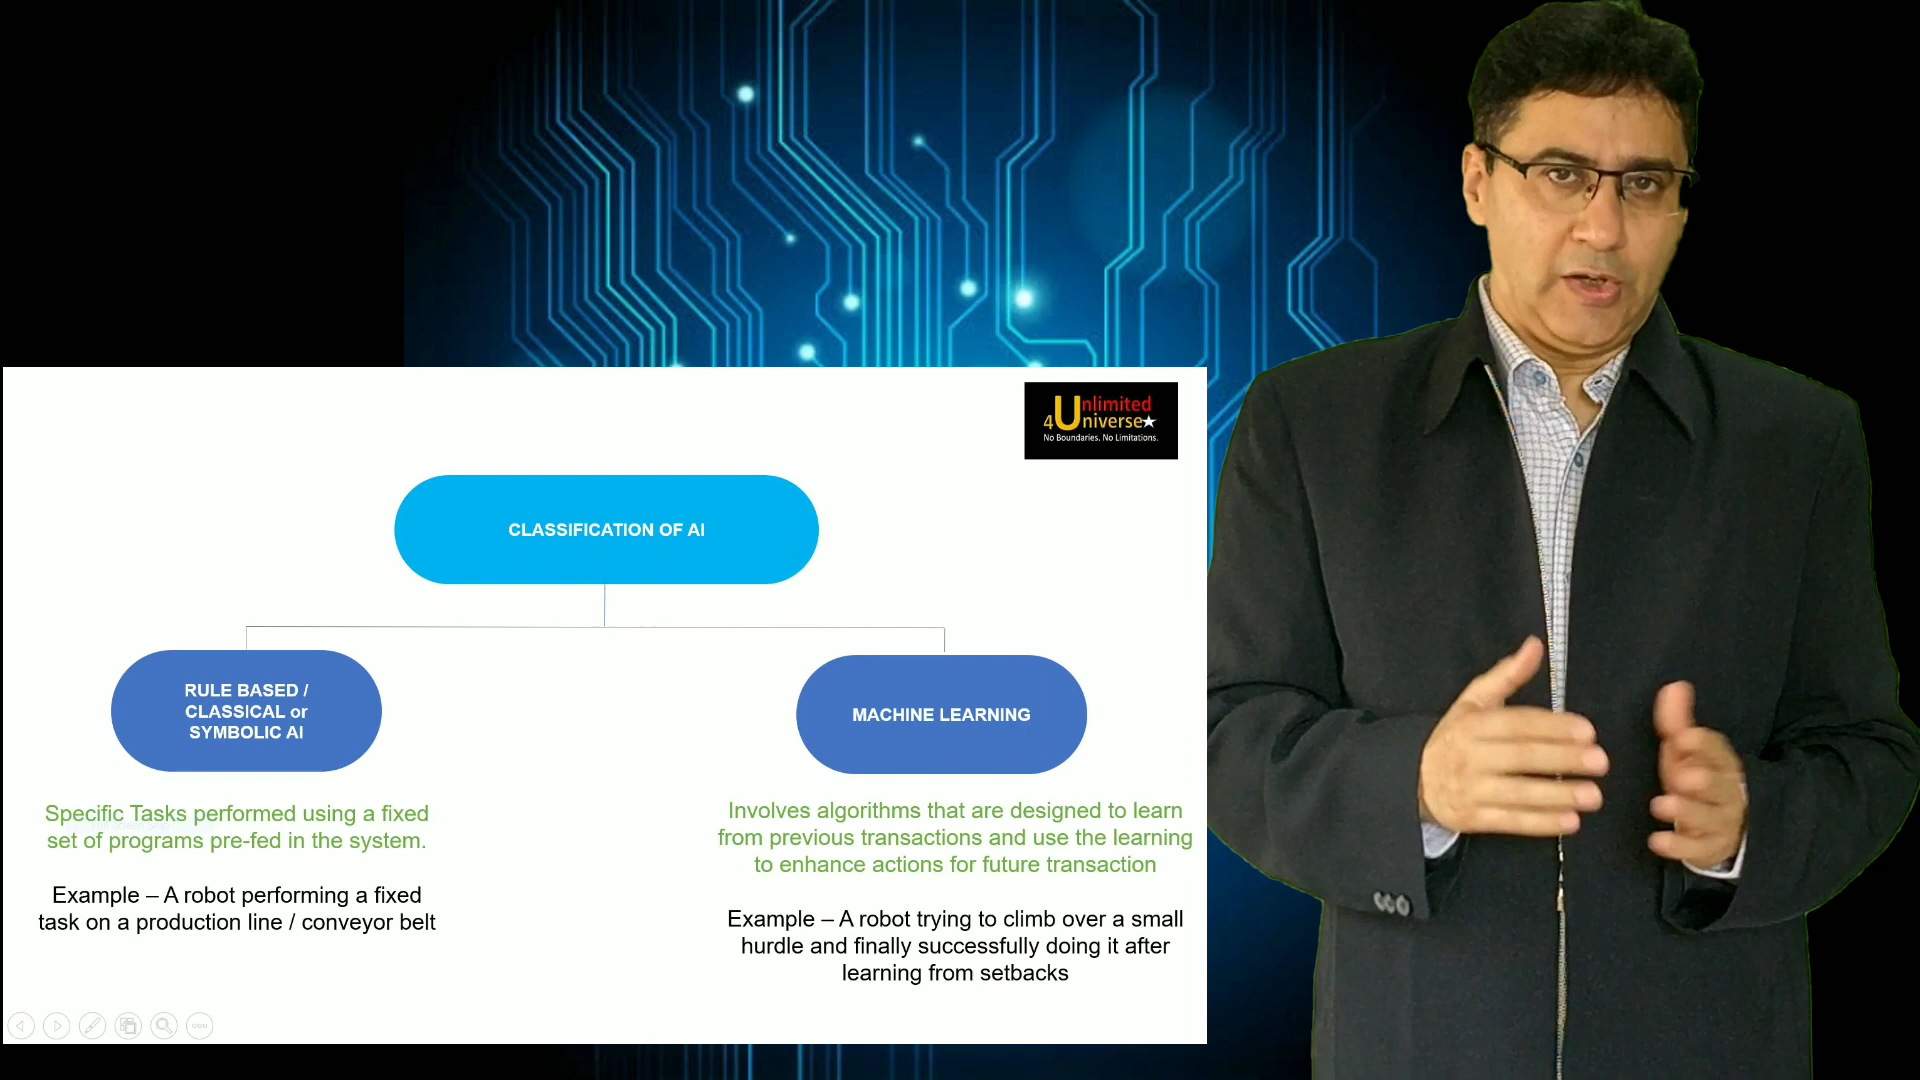 Unlimited
4 Universe
No Boundaries. No Limitations.
CLASSIFICATION OF AI
RULE BASED /
CLASSICAL or
SYMBOLIC AI
Specific Tasks performed using a fixed
set of programs pre-fed in the system.
Example – A robot performing a fixed
task on a production line / conveyor belt
MACHINE LEARNING
Involves algorithms that are designed to learn
from previous transactions and use the learning
to enhance actions for future transaction
Example – A robot trying to climb over a small
hurdle and finally successfully doing it after
learning from setbacks